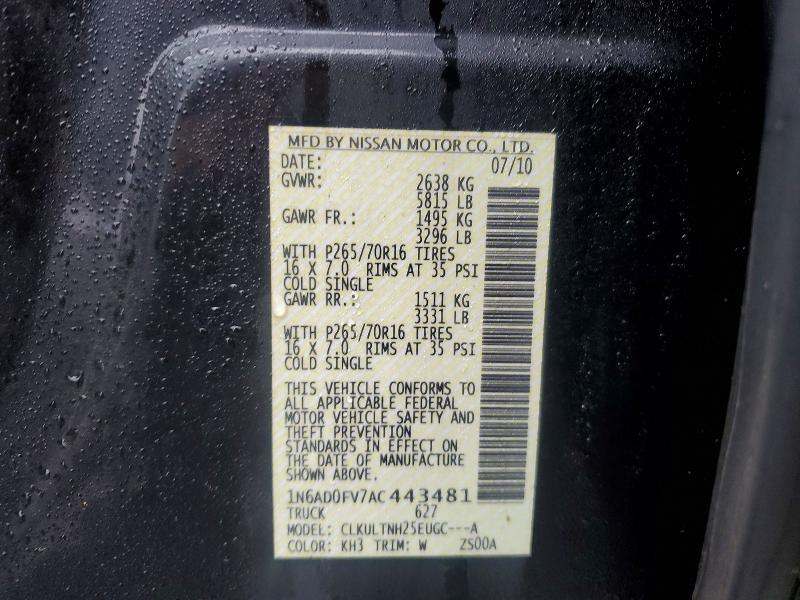 MFD BY NISSAN MOTOR CO., LTD.
DATE: 07/10
GVWR: 2638 KG
5815 LB
GAWR FR.: 1495 KG
3296 LB
WITH P265/70R16 TIRES
16 X 7.0 RIMS AT 35 PSI
COLD SINGLE
GAWR RR.: 1511 KG
3331 LB
WITH P265/70R16 TIRES
16 X 7.0 RIMS AT 35 PSI
COLD SINGLE
THIS VEHICLE CONFORMS TO
ALL APPLICABLE FEDERAL
MOTOR VEHICLE SAFETY AND
THEFT PREVENTION
STANDARDS IN EFFECT ON
THE DATE OF MANUFACTURE
SHOWN ABOVE.
1N6AD0FV7AC 443481
TRUCK 627
MODEL: CLKULTNH25EUGC---A
COLOR: KH3 TRIM: W ZS00A